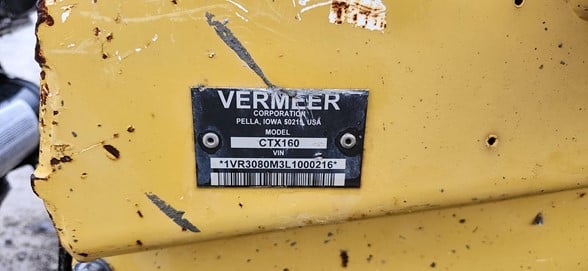 VERMEER
CORPORATION
PELLA, IOWA 50219, USA
MODEL
CTX160
VIN
*1VR3080M3L1000216*